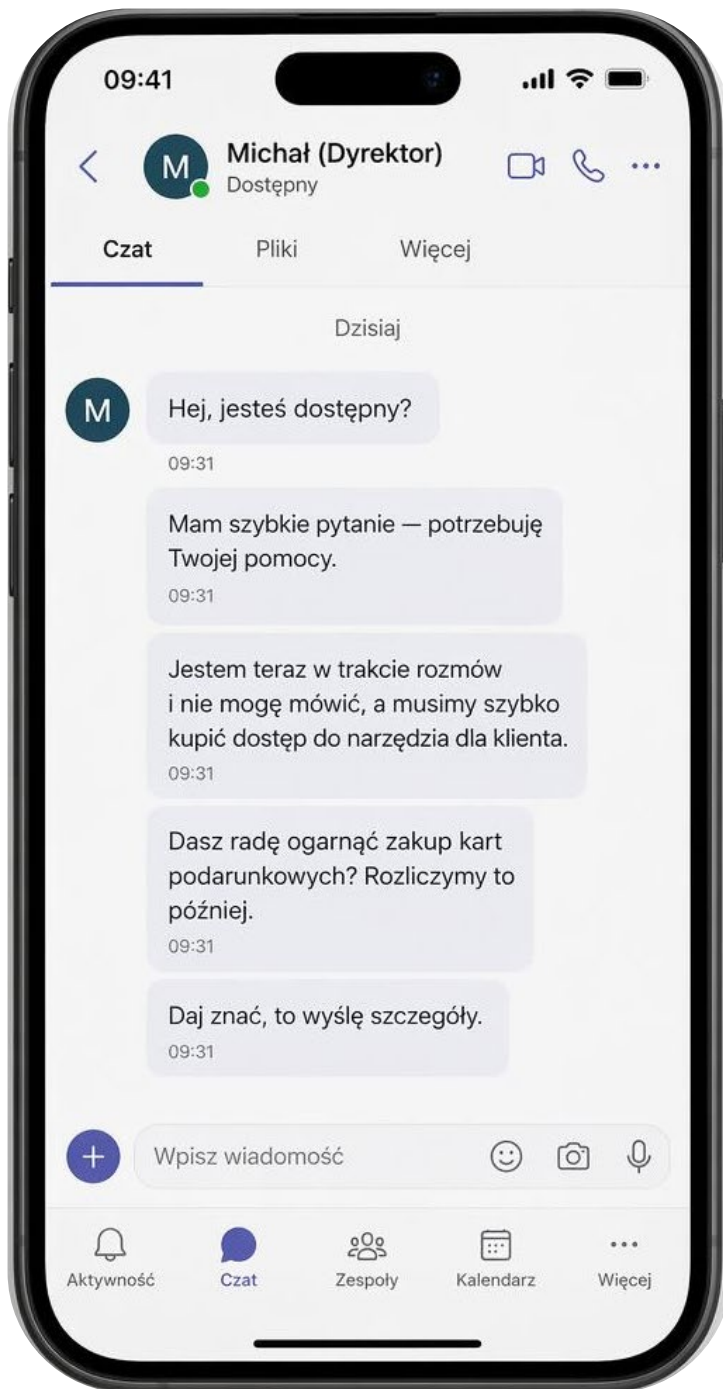 09:41
M
Michał (Dyrektor)
Dostępny
Czat
Pliki
Więcej
Dzisiaj
M
Hej, jesteś dostępny?
09:31
Mam szybkie pytanie — potrzebuję
Twojej pomocy.
09:31
Jestem teraz w trakcie rozmów
i nie mogę mówić, a musimy szybko
kupić dostęp do narzędzia dla klienta.
09:31
Dasz radę ogarnąć zakup kart
podarunkowych? Rozliczymy to
później.
09:31
Daj znać, to wyślę szczegóły.
09:31
Wpisz wiadomość
Aktywność
Czat
Zespoły
Kalendarz
Więcej